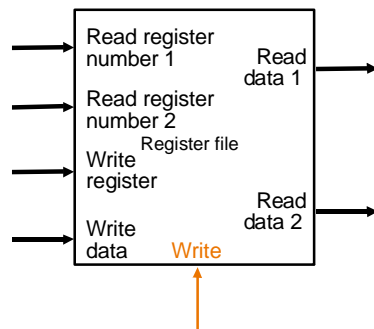 Read register
number 1
Read
data 1
Read register
number 2
Register file
Write
register
Read
data 2
Write
data
Write